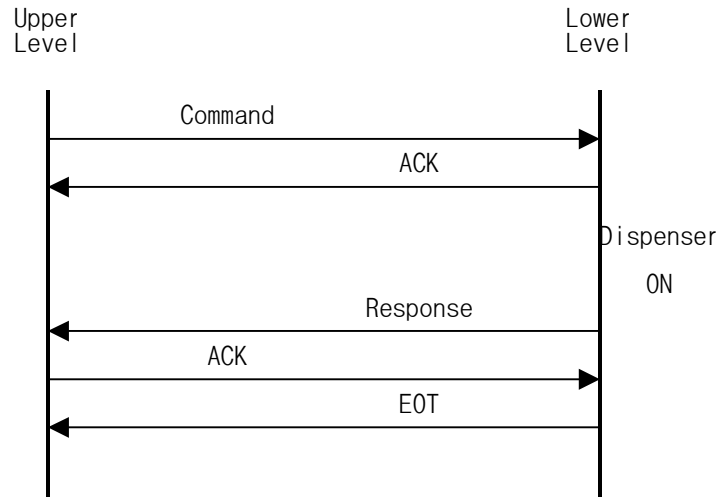 Upper
Level
Lower
Level
Command
ACK
Dispenser
ON
Response
ACK
EOT